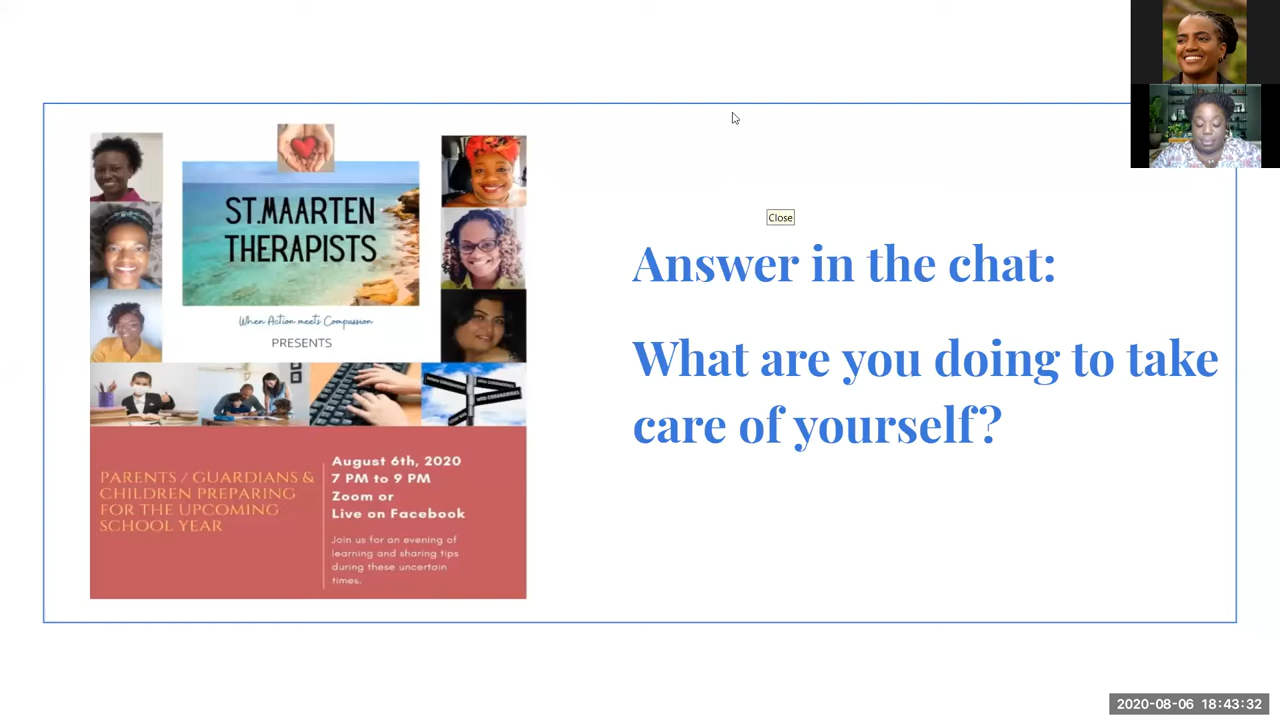 ST.MAARTEN
THERAPISTS
When Action meets Compassion
PRESENTS
PARENTS / GUARDIANS &
CHILDREN PREPARING
FOR THE UPCOMING
SCHOOL YEAR
August 6th, 2020
7 PM to 9 PM
Zoom or
Live on Facebook
Join us for an evening of
learning and sharing tips
during these uncertain
times.
Close
Answer in the chat:
What are you doing to take
care of yourself?
2020-08-06 18:43:32